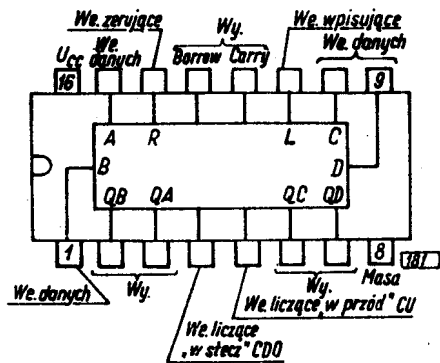 We. zerujące
Wy.
We. wpisujące
Ucc
We. danych
Borrow
Carry
We. danych
16
9
A
R
L
C
B
D
QB
QA
QC
QD
1
8
181
We. danych
Wy.
Wy.
Masa
We. liczące „w przód" CU
We. liczące
„w stecz" CDO